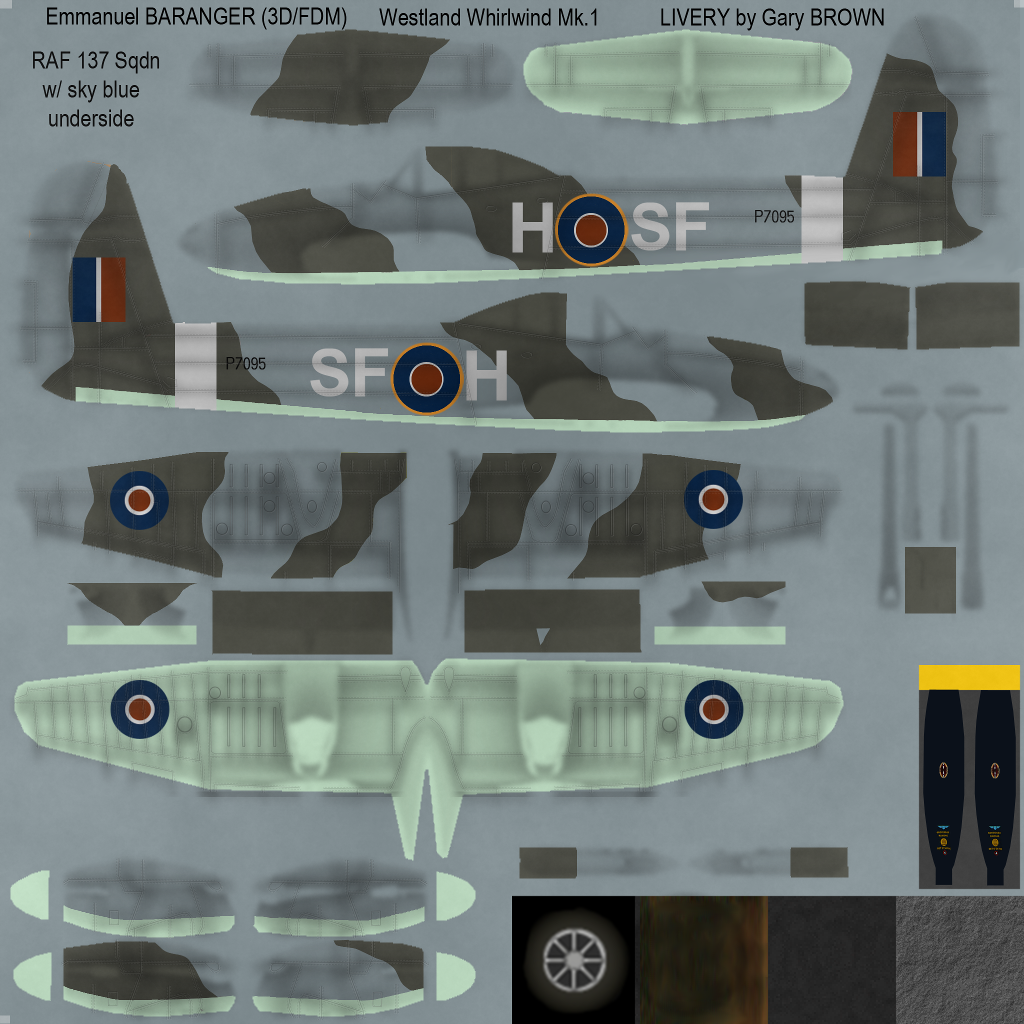 Emmanuel BARANGER (3D/FDM) Westland Whirlwind Mk.1 LIVERY by Gary BROWN
RAF 137 Sqdn
w/ sky blue
underside
H SF P7095
P7095 SF H